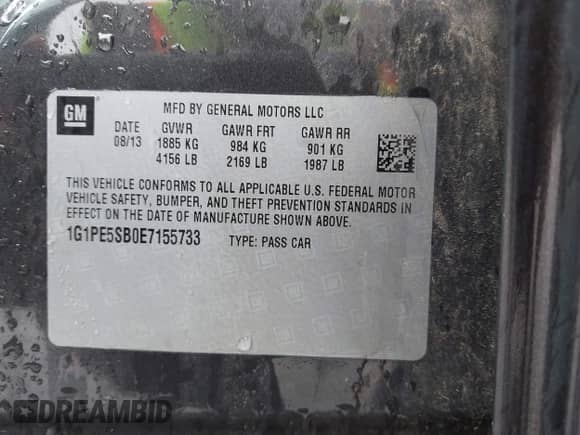 GM
MFD BY GENERAL MOTORS LLC
DATE GVWR GAWR FRT GAWR RR
08/13 1885 KG 984 KG 901 KG
4156 LB 2169 LB 1987 LB
THIS VEHICLE CONFORMS TO ALL APPLICABLE U.S. FEDERAL MOTOR
VEHICLE SAFETY, BUMPER, AND THEFT PREVENTION STANDARDS IN
EFFECT ON THE DATE OF MANUFACTURE SHOWN ABOVE.
1G1PE5SB0E7155733 TYPE: PASS CAR
DREAMBID